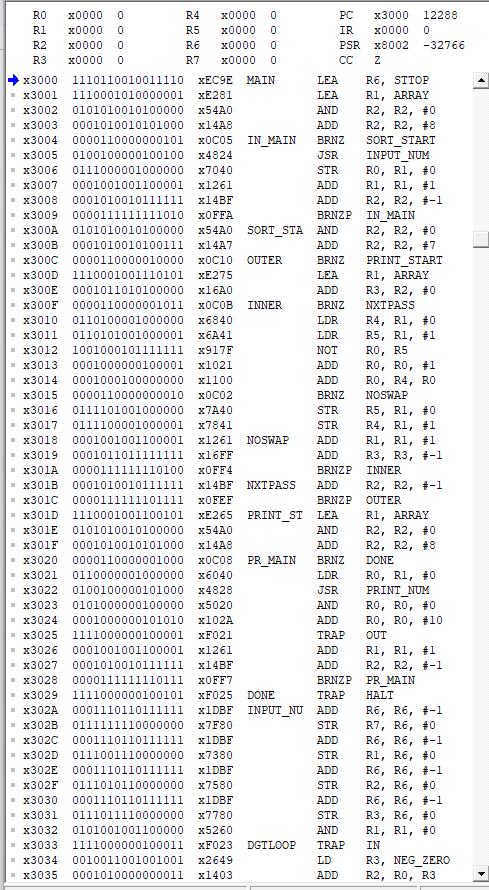 R0 x0000 0 R4 x0000 0 PC x3000 12288
R1 x0000 0 R5 x0000 0 IR x0000 0
R2 x0000 0 R6 x0000 0 PSR x8002 -32766
R3 x0000 0 R7 x0000 0 CC Z
x3000 1110110010011110 xEC9E MAIN LEA R6, STTOP
x3001 1110001010000001 xE281 LEA R1, ARRAY
x3002 0101010010100000 x54A0 AND R2, R2, #0
x3003 0001010010101000 x14A8 ADD R2, R2, #8
x3004 0000110000000101 x0C05 IN_MAIN BRNZ SORT_START
x3005 0100100000100100 x4824 JSR INPUT_NUM
x3006 0111000001000000 x7040 STR R0, R1, #0
x3007 0001001001100001 x1261 ADD R1, R1, #1
x3008 0001010010111111 x14BF ADD R2, R2, #-1
x3009 0000111111111010 x0FFA BRNZP IN_MAIN
x300A 0101010010100000 x54A0 SORT_STA AND R2, R2, #0
x300B 0001010010100111 x14A7 ADD R2, R2, #7
x300C 0000110000010000 x0C10 OUTER BRNZ PRINT_START
x300D 1110001001110101 xE275 LEA R1, ARRAY
x300E 0001011010100000 x16A0 ADD R3, R2, #0
x300F 0000110000001011 x0C0B INNER BRNZ NXTPASS
x3010 0110100001000000 x6840 LDR R4, R1, #0
x3011 0110101001000001 x6A41 LDR R5, R1, #1
x3012 1001000101111111 x917F NOT R0, R5
x3013 0001000000100001 x1021 ADD R0, R0, #1
x3014 0001000100000000 x1100 ADD R0, R4, R0
x3015 0000110000000010 x0C02 BRNZ NOSWAP
x3016 0111101001000000 x7A40 STR R5, R1, #0
x3017 0111100001000001 x7841 STR R4, R1, #1
x3018 0001001001100001 x1261 NOSWAP ADD R1, R1, #1
x3019 0001011011111111 x16FF ADD R3, R3, #-1
x301A 0000111111110100 x0FF4 BRNZP INNER
x301B 0001010010111111 x14BF NXTPASS ADD R2, R2, #-1
x301C 0000111111101111 x0FEF BRNZP OUTER
x301D 1110001001100101 xE265 PRINT_ST LEA R1, ARRAY
x301E 0101010010100000 x54A0 AND R2, R2, #0
x301F 0001010010101000 x14A8 ADD R2, R2, #8
x3020 0000110000001000 x0C08 PR_MAIN BRNZ DONE
x3021 0110000001000000 x6040 LDR R0, R1, #0
x3022 0100100000101000 x4828 JSR PRINT_NUM
x3023 0101000000100000 x5020 AND R0, R0, #0
x3024 0001000000101010 x102A ADD R0, R0, #10
x3025 1111000000100001 xF021 TRAP OUT
x3026 0001001001100001 x1261 ADD R1, R1, #1
x3027 0001010010111111 x14BF ADD R2, R2, #-1
x3028 0000111111110111 x0FF7 BRNZP PR_MAIN
x3029 1111000000100101 xF025 DONE TRAP HALT
x302A 0001110110111111 x1DBF INPUT_NU ADD R6, R6, #-1
x302B 0111111110000000 x7F80 STR R7, R6, #0
x302C 0001110110111111 x1DBF ADD R6, R6, #-1
x302D 0111001110000000 x7380 STR R1, R6, #0
x302E 0001110110111111 x1DBF ADD R6, R6, #-1
x302F 0111010110000000 x7580 STR R2, R6, #0
x3030 0001110110111111 x1DBF ADD R6, R6, #-1
x3031 0111011110000000 x7780 STR R3, R6, #0
x3032 0101001001100000 x5260 AND R1, R1, #0
x3033 1111000000100011 xF023 DGTLOOP TRAP IN
x3034 0010011001001001 x2649 LD R3, NEG_ZERO
x3035 0001010000000011 x1403 ADD R2, R0, R3